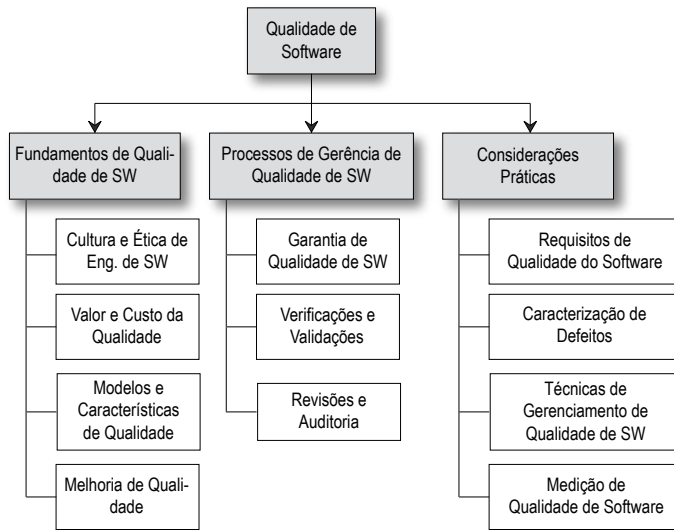 Qualidade de
Software
Fundamentos de Quali-
dade de SW
Processos de Gerência de
Qualidade de SW
Considerações
Práticas
Cultura e Ética de
Eng. de SW
Valor e Custo da
Qualidade
Modelos e
Características
de Qualidade
Melhoria de Quali-
dade
Garantia de
Qualidade de SW
Verificações e
Validações
Revisões e
Auditoria
Requisitos de
Qualidade do Software
Caracterização de
Defeitos
Técnicas de
Gerenciamento de
Qualidade de SW
Medição de
Qualidade de Software